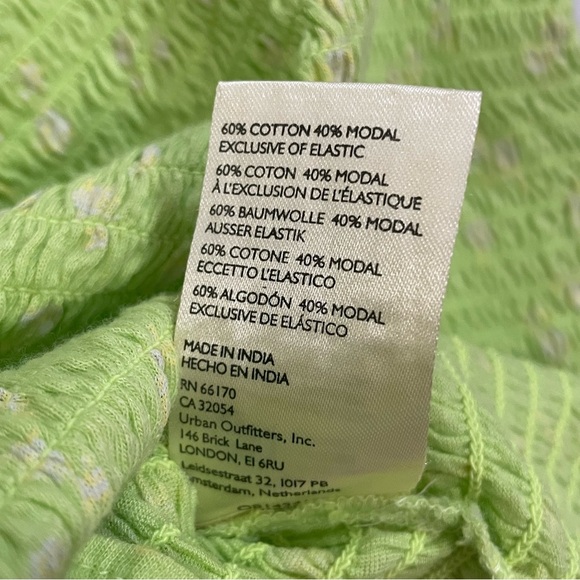 60% COTTON 40% MODAL
EXCLUSIVE OF ELASTIC
60% COTON 40% MODAL
À L'EXCLUSION DE L'ÉLASTIQUE
60% BAUMWOLLE 40% MODAL
AUSSER ELASTIK
60% COTONE 40% MODAL
ECCETTO L'ELASTICO
60% ALGODÓN 40% MODAL
EXCLUSIVE DE ELÁSTICO
MADE IN INDIA
HECHO EN INDIA
RN 66170
CA 32054
Urban Outfitters, Inc.
146 Brick Lane
LONDON, E1 6RU
Leidsestraat 32, 1017 PB
Amsterdam, Netherlands